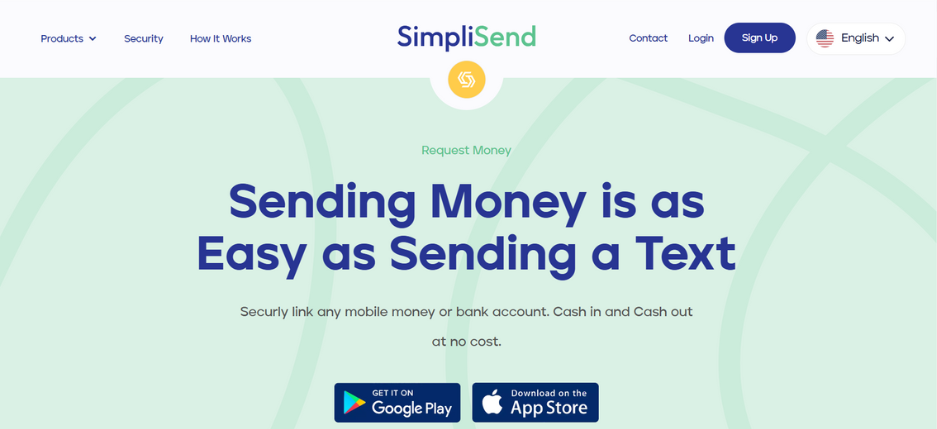 Products
Security
How It Works
SimpliSend
Contact
Login
Sign Up
English
Request Money
Sending Money is as
Easy as Sending a Text
Securly link any mobile money or bank account. Cash in and Cash out
at no cost.
GET IT ON
Google Play
Download on the
App Store